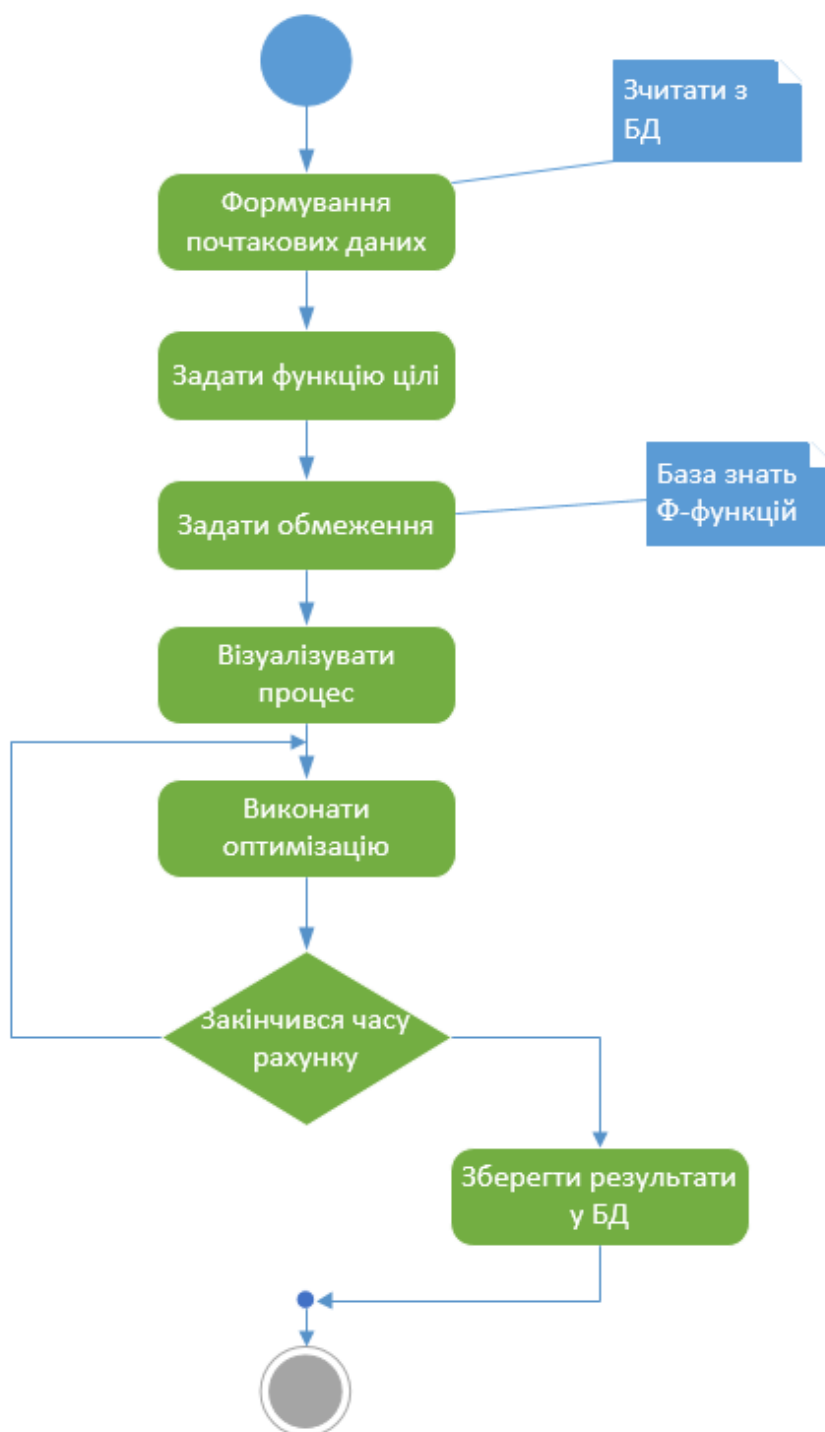 Зчитати з
БД
Формування
почтакових даних
Задати функцію цілі
База знать
Ф-функцій
Задати обмеження
Візуалізувати
процес
Виконати
оптимізацію
Закінчився часу
рахунку
Зберегти результати
у БД